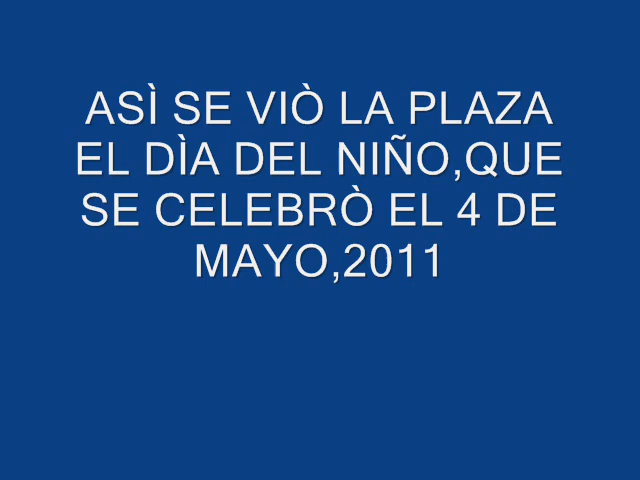 ASÌ SE VIÒ LA PLAZA
EL DÌA DEL NIÑO,QUE
SE CELEBRÒ EL 4 DE
MAYO,2011